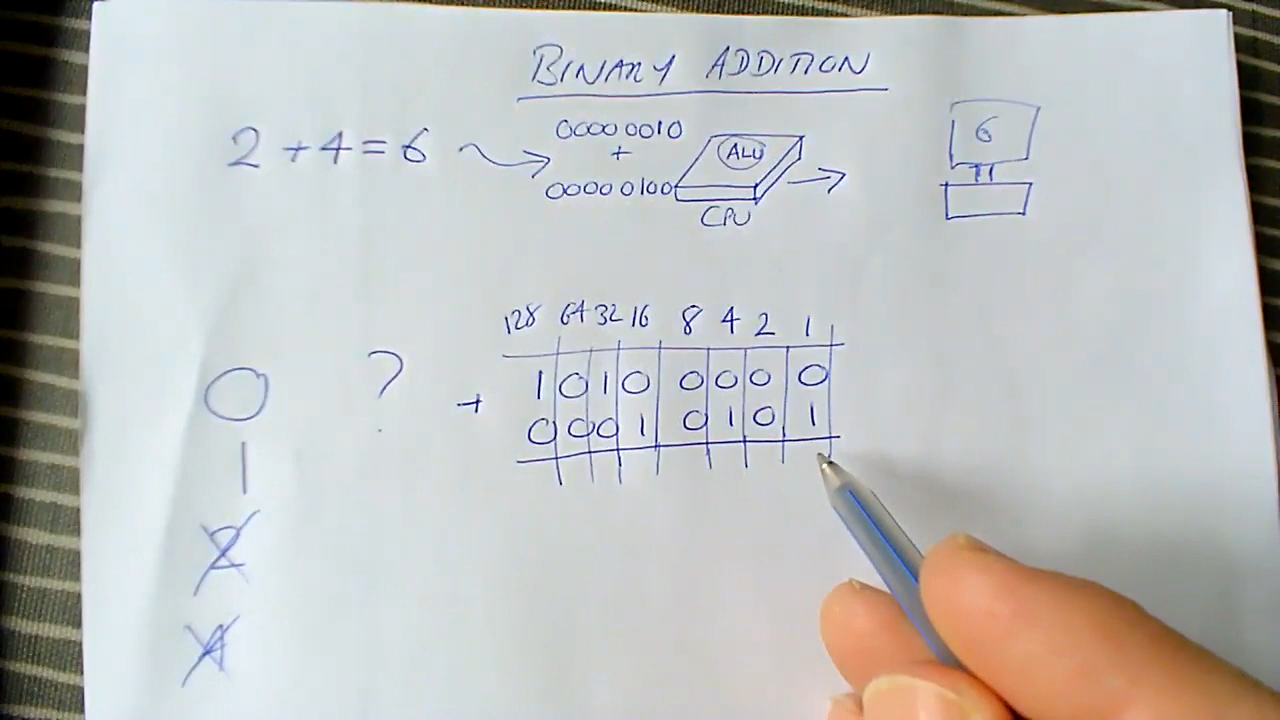 BINARY ADDITION
2 + 4 = 6
00000010
+
00000100
ALU
CPU
6
128 64 32 16 8 4 2 1
1 0 1 0 0 0 0 0
+ 0 0 0 1 0 1 0 1
0
?
1
2
4